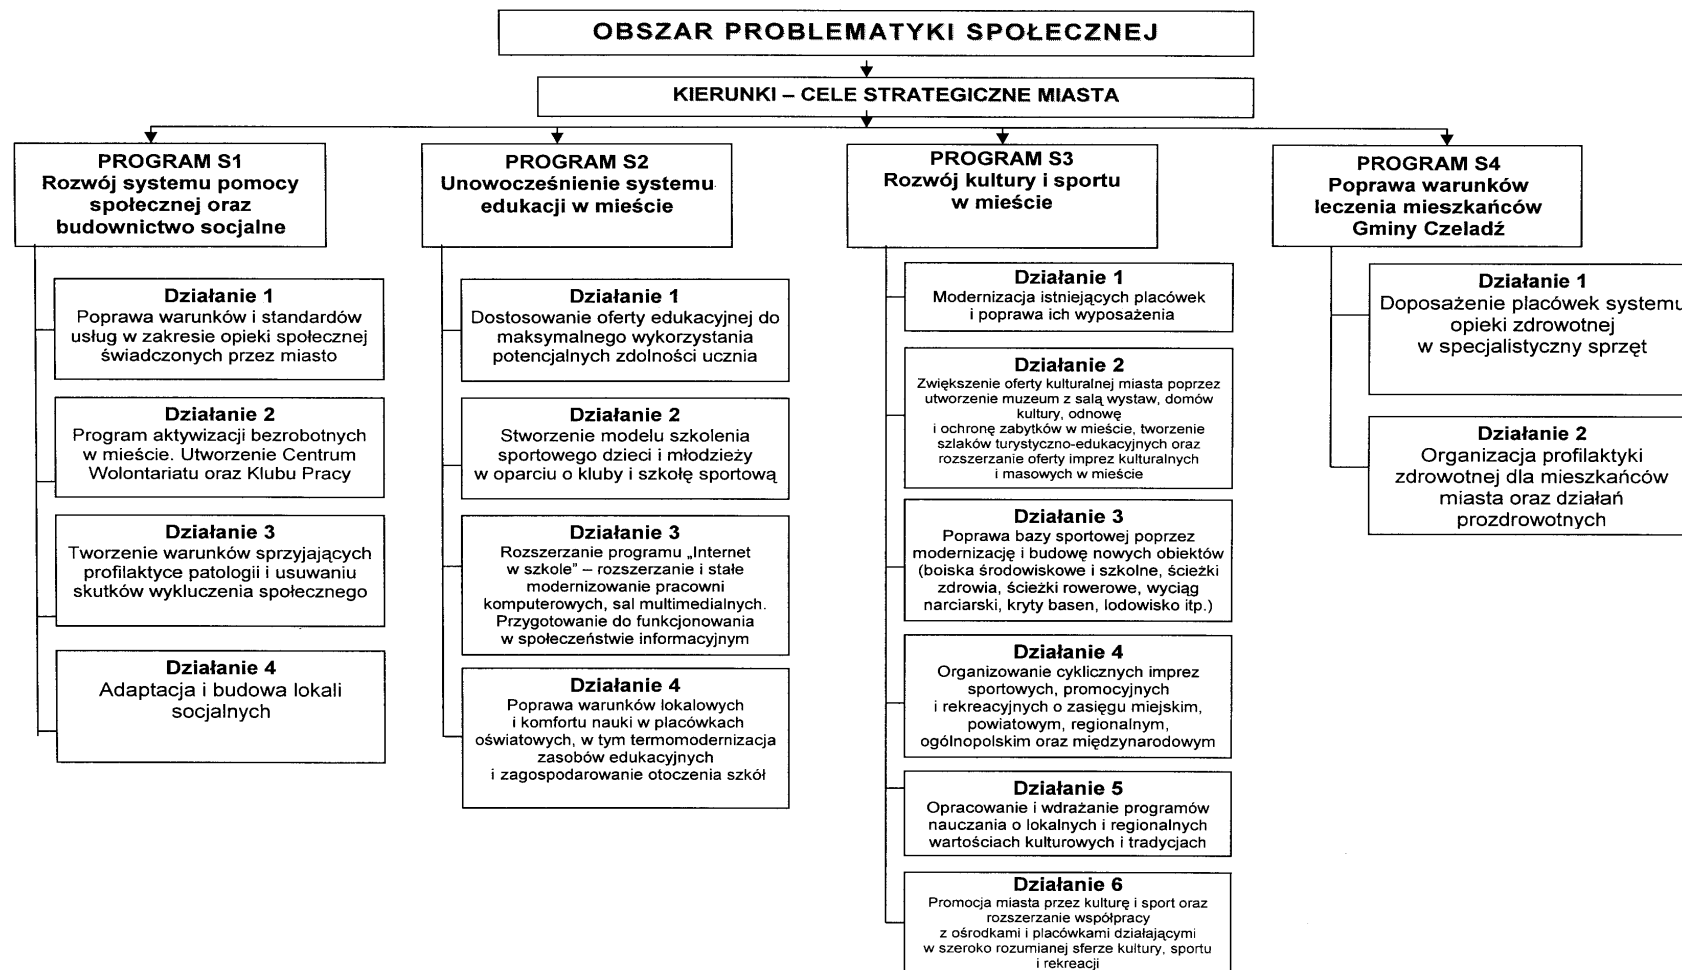 OBSZAR PROBLEMATYKI SPOŁECZNEJ
KIERUNKI – CELE STRATEGICZNE MIASTA
PROGRAM S1
Rozwój systemu pomocy
społecznej oraz
budownictwo socjalne
Działanie 1
Poprawa warunków i standardów
usług w zakresie opieki społecznej
świadczonych przez miasto
Działanie 2
Program aktywizacji bezrobotnych
w mieście. Utworzenie Centrum
Wolontariatu oraz Klubu Pracy
Działanie 3
Tworzenie warunków sprzyjających
profilaktyce patologii i usuwaniu
skutków wykluczenia społecznego
Działanie 4
Adaptacja i budowa lokali
socjalnych
PROGRAM S2
Unowocześnienie systemu
edukacji w mieście
Działanie 1
Dostosowanie oferty edukacyjnej do
maksymalnego wykorzystania
potencjalnych zdolności ucznia
Działanie 2
Stworzenie modelu szkolenia
sportowego dzieci i młodzieży
w oparciu o kluby i szkołę sportową
Działanie 3
Rozszerzanie programu „Internet
w szkole” – rozszerzanie i stałe
modernizowanie pracowni
komputerowych, sal multimedialnych.
Przygotowanie do funkcjonowania
w społeczeństwie informacyjnym
Działanie 4
Poprawa warunków lokalowych
i komfortu nauki w placówkach
oświatowych, w tym termomodernizacja
zasobów edukacyjnych
i zagospodarowanie otoczenia szkół
PROGRAM S3
Rozwój kultury i sportu
w mieście
Działanie 1
Modernizacja istniejących placówek
i poprawa ich wyposażenia
Działanie 2
Zwiększenie oferty kulturalnej miasta poprzez
utworzenie muzeum z salą wystaw, domów
kultury, odnowę
i ochronę zabytków w mieście, tworzenie
szlaków turystyczno-edukacyjnych oraz
rozszerzanie oferty imprez kulturalnych
i masowych w mieście
Działanie 3
Poprawa bazy sportowej poprzez
modernizację i budowę nowych obiektów
(boiska środowiskowe i szkolne, ścieżki
zdrowia, ścieżki rowerowe, wyciąg
narciarski, kryty basen, lodowisko itp.)
Działanie 4
Organizowanie cyklicznych imprez
sportowych, promocyjnych
i rekreacyjnych o zasięgu miejskim,
powiatowym, regionalnym,
ogólnopolskim oraz międzynarodowym
Działanie 5
Opracowanie i wdrażanie programów
nauczania o lokalnych i regionalnych
wartościach kulturowych i tradycjach
Działanie 6
Promocja miasta przez kulturę i sport oraz
rozszerzanie współpracy
z ośrodkami i placówkami działającymi
w szeroko rozumianej sferze kultury, sportu
i rekreacji
PROGRAM S4
Poprawa warunków
leczenia mieszkańców
Gminy Czeladź
Działanie 1
Doposażenie placówek systemu
opieki zdrowotnej
w specjalistyczny sprzęt
Działanie 2
Organizacja profilaktyki
zdrowotnej dla mieszkańców
miasta oraz działań
prozdrowotnych